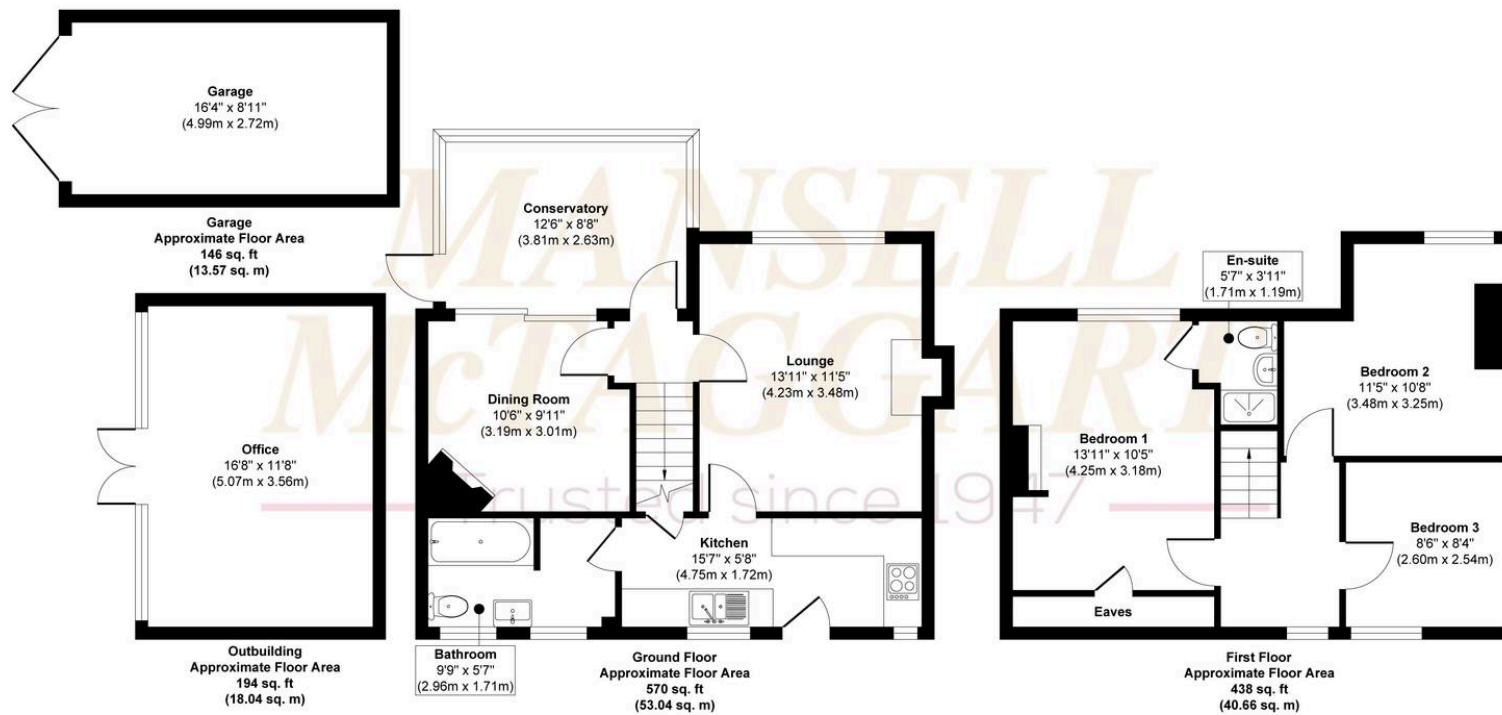 Garage
16'4" x 8'11"
(4.99m x 2.72m)
Garage
Approximate Floor Area
146 sq. ft
(13.57 sq. m)
Office
16'8" x 11'8"
(5.07m x 3.56m)
Outbuilding
Approximate Floor Area
194 sq. ft
(18.04 sq. m)
MANSELL
McTAGGART
Trusted since 1947
Conservatory
12'6" x 8'8"
(3.81m x 2.63m)
Dining Room
10'6" x 9'11"
(3.19m x 3.01m)
Lounge
13'11" x 11'5"
(4.23m x 3.48m)
Kitchen
15'7" x 5'8"
(4.75m x 1.72m)
Bathroom
9'9" x 5'7"
(2.96m x 1.71m)
Ground Floor
Approximate Floor Area
570 sq. ft
(53.04 sq. m)
En-suite
5'7" x 3'11"
(1.71m x 1.19m)
Bedroom 1
13'11" x 10'5"
(4.25m x 3.18m)
Bedroom 2
11'5" x 10'8"
(3.48m x 3.25m)
Bedroom 3
8'6" x 8'4"
(2.60m x 2.54m)
Eaves
First Floor
Approximate Floor Area
438 sq. ft
(40.66 sq. m)